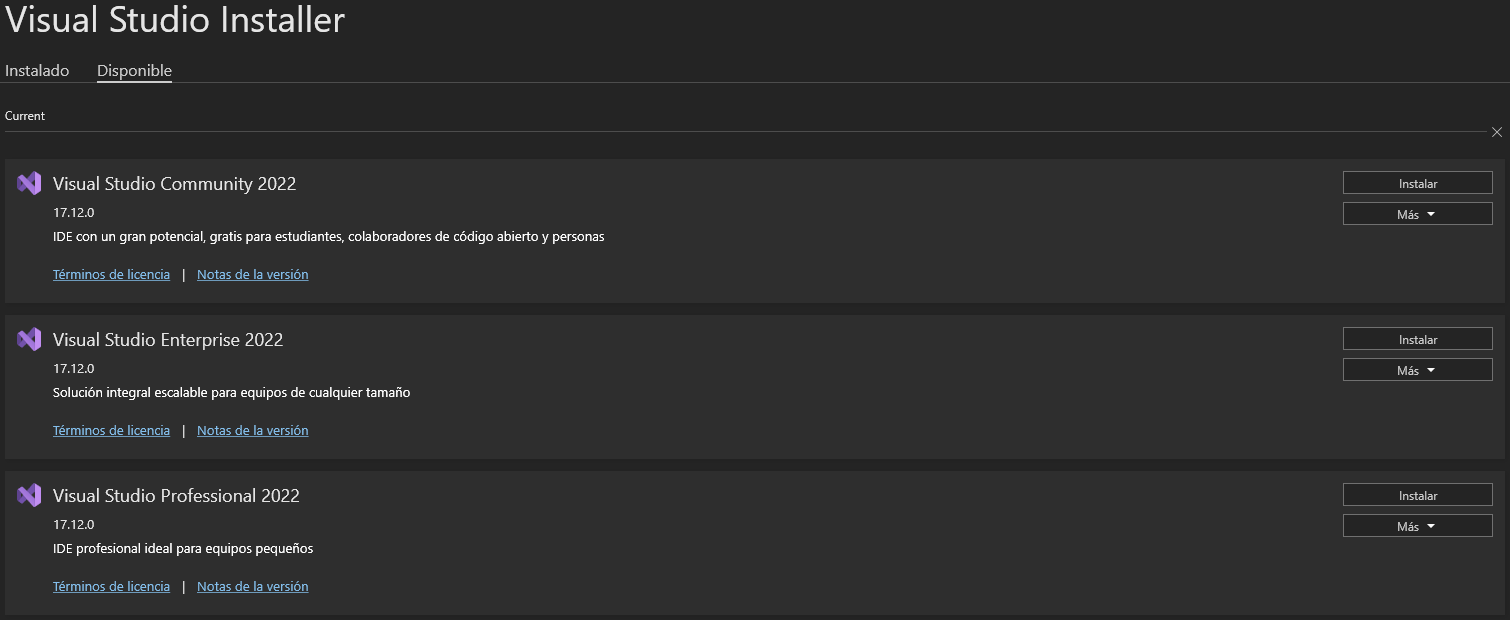 Visual Studio Installer
Instalado Disponible
Current
Visual Studio Community 2022 Instalar
17.12.0 Más
IDE con un gran potencial, gratis para estudiantes, colaboradores de código abierto y personas
Términos de licencia | Notas de la versión
Visual Studio Enterprise 2022 Instalar
17.12.0 Más
Solución integral escalable para equipos de cualquier tamaño
Términos de licencia | Notas de la versión
Visual Studio Professional 2022 Instalar
17.12.0 Más
IDE profesional ideal para equipos pequeños
Términos de licencia | Notas de la versión